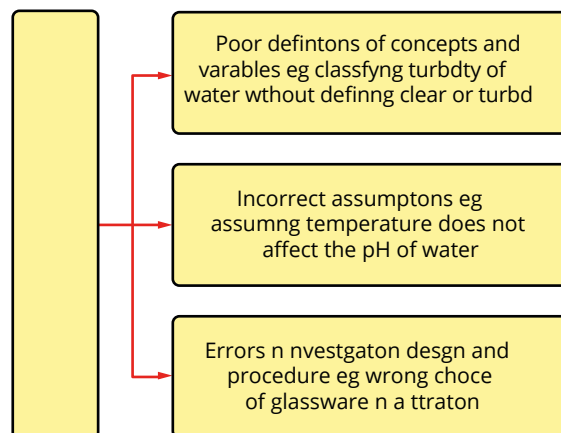 Poor defintons of concepts and
varables eg classfyng turbdty of
water wthout definng clear or turbd
Incorrect assumptons eg
assumng temperature does not
affect the pH of water
Errors n nvestgaton desgn and
procedure eg wrong choce
of glassware n a ttraton